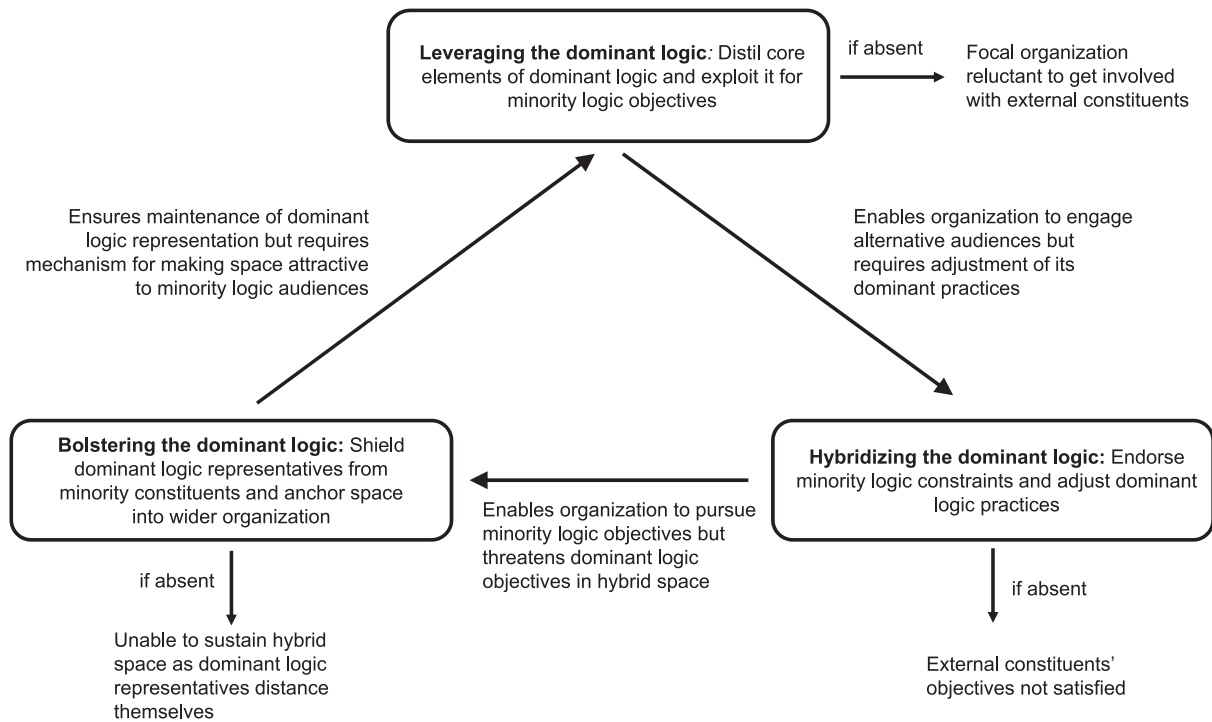 Leveraging the dominant logic: Distil core
elements of dominant logic and exploit it for
minority logic objectives
if absent
Focal organization
reluctant to get involved
with external constituents
Ensures maintenance of dominant
logic representation but requires
mechanism for making space attractive
to minority logic audiences
Enables organization to engage
alternative audiences but
requires adjustment of its
dominant practices
Bolstering the dominant logic: Shield
dominant logic representatives from
minority constituents and anchor space
into wider organization
Enables organization to pursue
minority logic objectives but
threatens dominant logic
objectives in hybrid space
Hybridizing the dominant logic: Endorse
minority logic constraints and adjust dominant
logic practices
if absent
Unable to sustain hybrid
space as dominant logic
representatives distance
themselves
if absent
External constituents’
objectives not satisfied